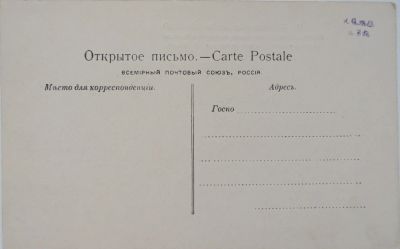 Открытое письмо.—Carte Postale
ВСЕМІРНЫЙ ПОЧТОВЫЙ СОЮЗЪ, РОССІЯ.
Мѣсто для корреспонденціи.
Адресъ.
Госпо